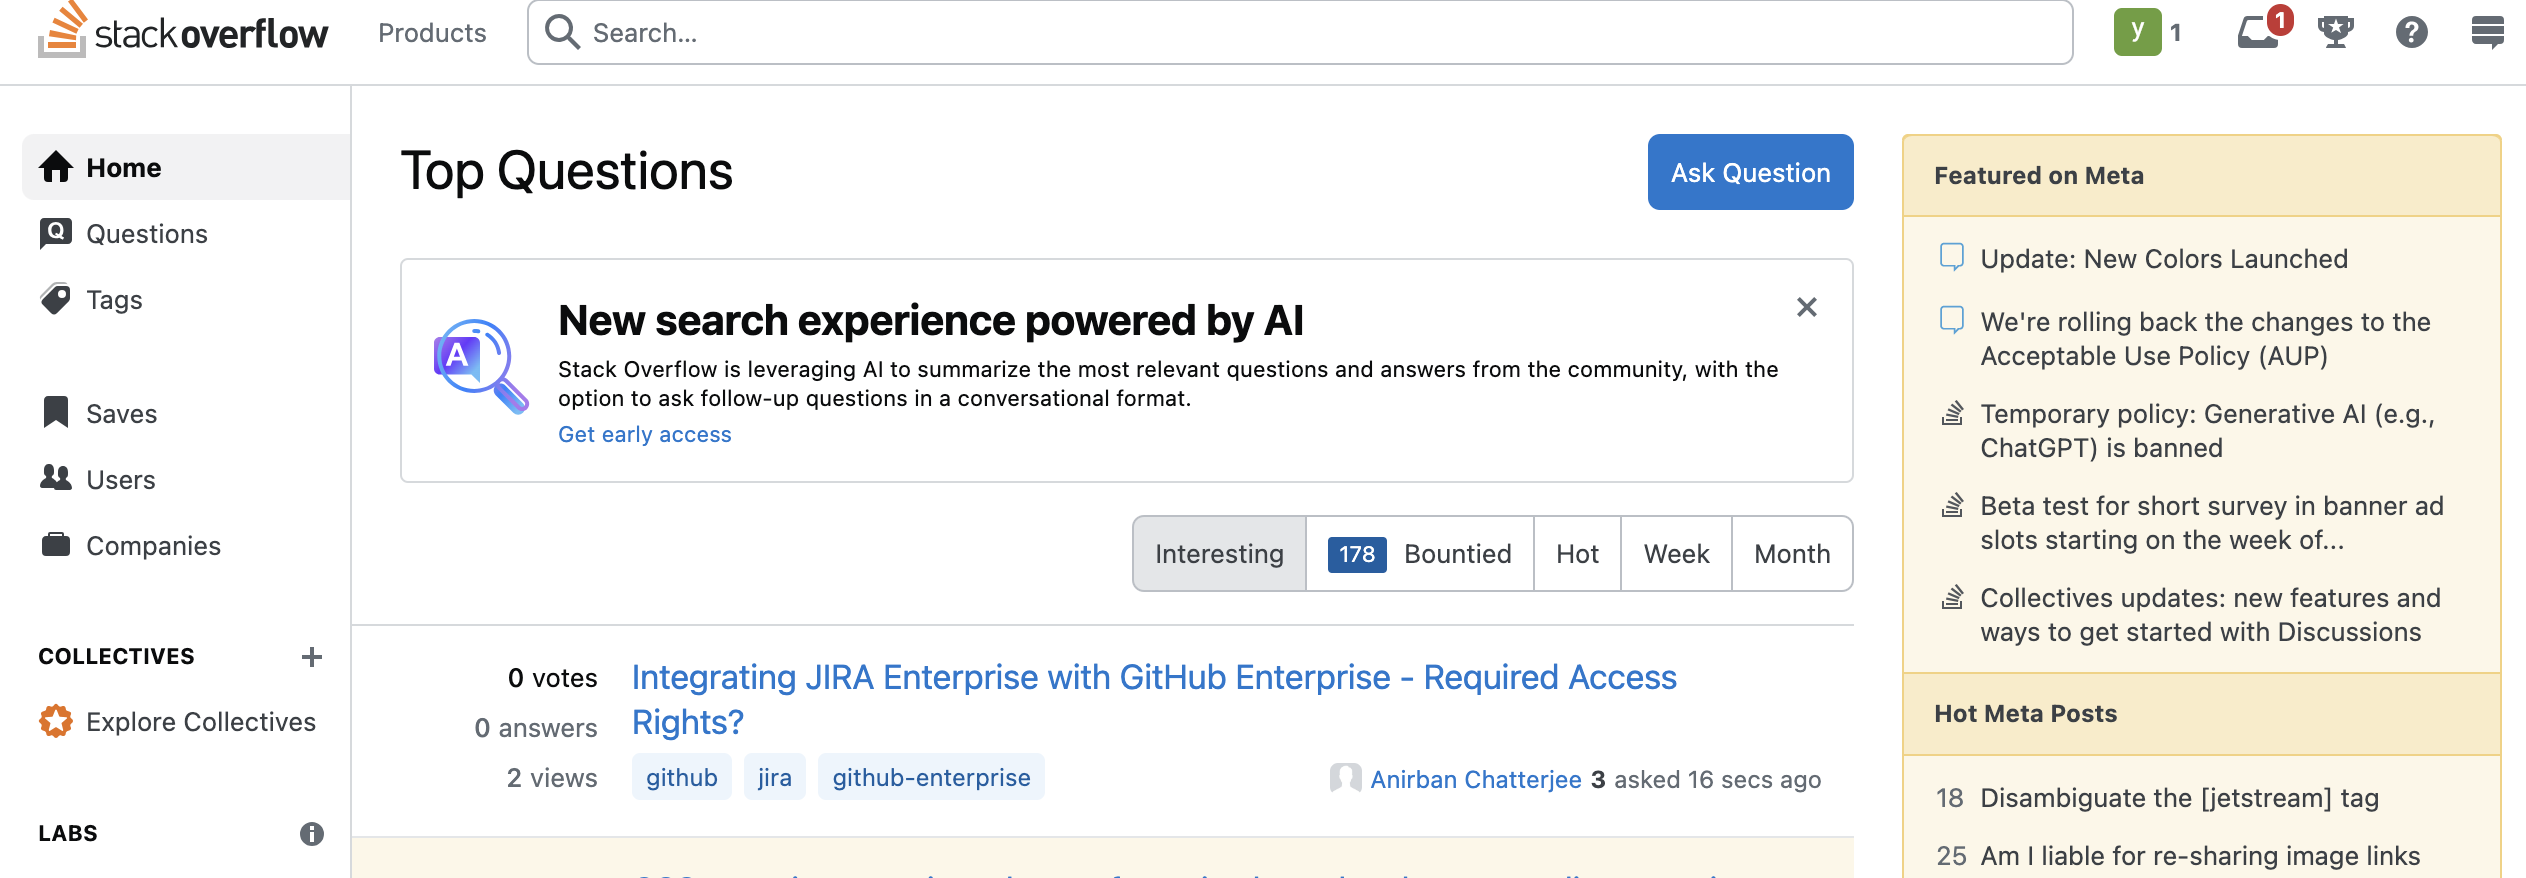 stack overflow
Products
Search...
y 1
1
?
Home
Questions
Tags
Saves
Users
Companies
COLLECTIVES
Explore Collectives
LABS
Top Questions
Ask Question
New search experience powered by AI
Stack Overflow is leveraging AI to summarize the most relevant questions and answers from the community, with the
option to ask follow-up questions in a conversational format.
Get early access
Interesting 178 Bountied Hot Week Month
0 votes
0 answers
2 views
Integrating JIRA Enterprise with GitHub Enterprise - Required Access
Rights?
github jira github-enterprise
Anirban Chatterjee 3 asked 16 secs ago
Featured on Meta
Update: New Colors Launched
We're rolling back the changes to the
Acceptable Use Policy (AUP)
Temporary policy: Generative AI (e.g.,
ChatGPT) is banned
Beta test for short survey in banner ad
slots starting on the week of...
Collectives updates: new features and
ways to get started with Discussions
Hot Meta Posts
18 Disambiguate the [jetstream] tag
25 Am I liable for re-sharing image links